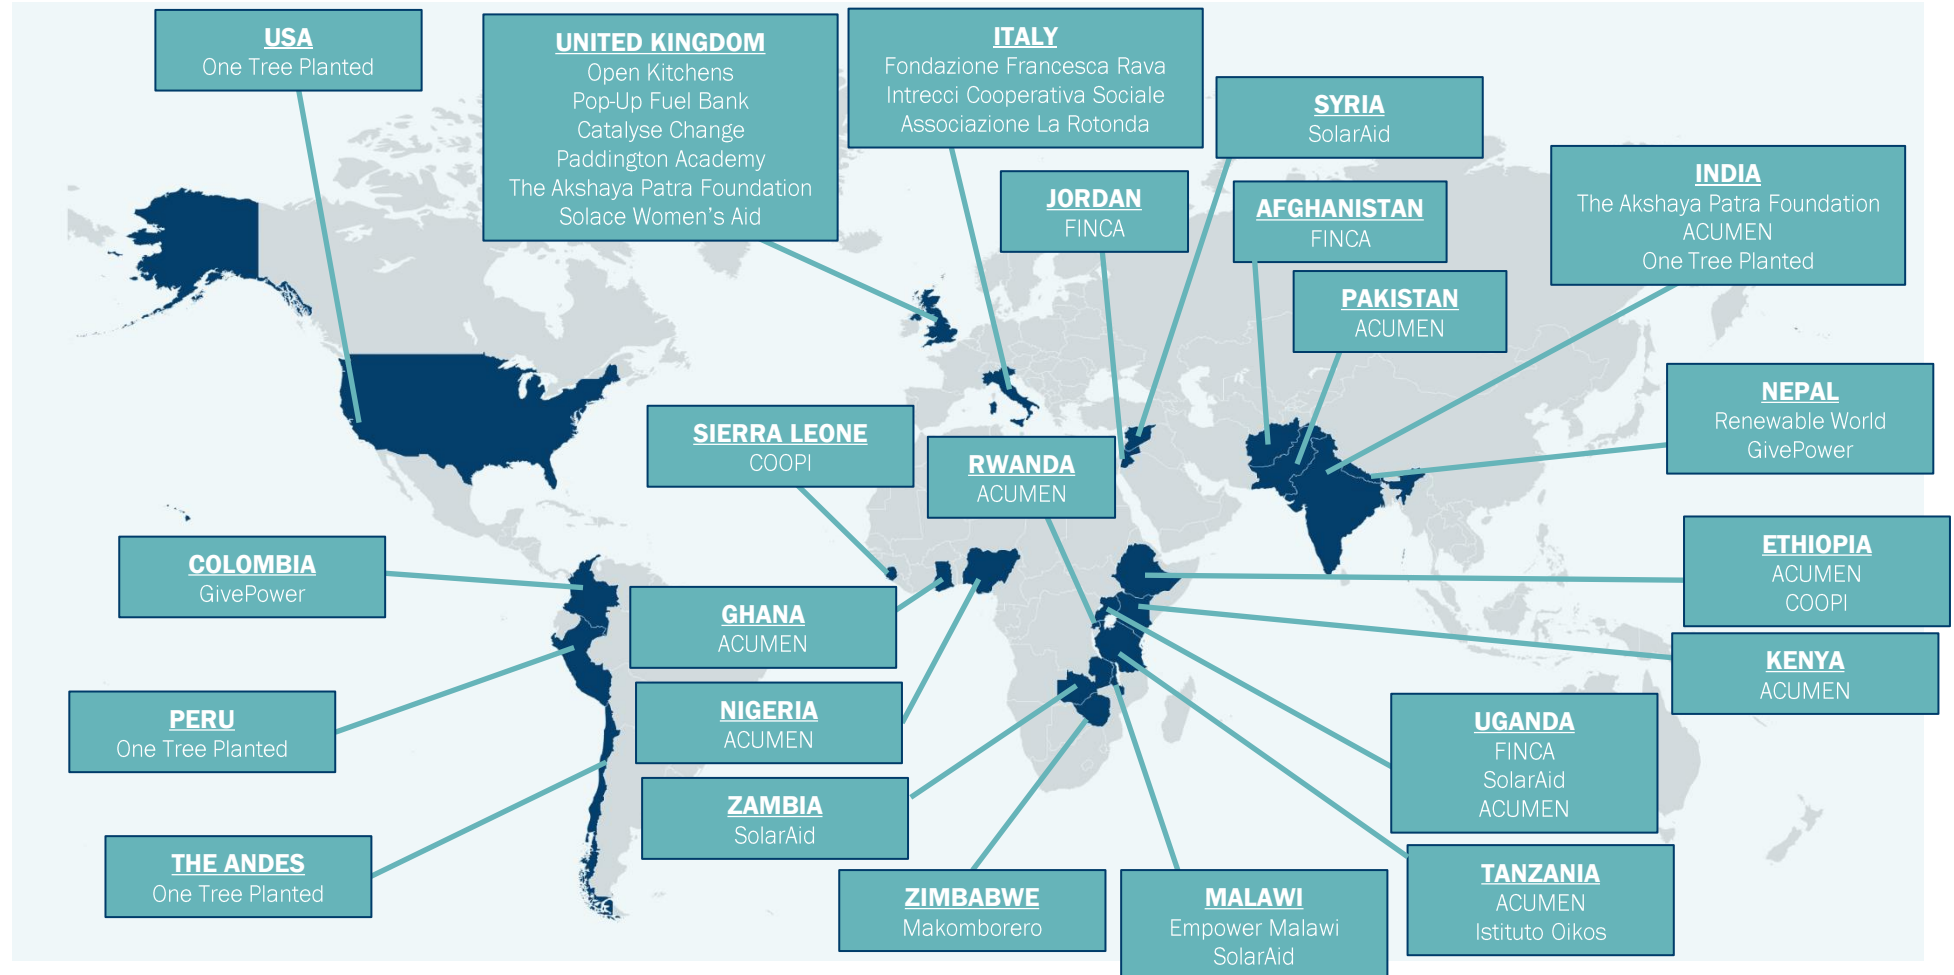 USA
One Tree Planted
UNITED KINGDOM
Open Kitchens
Pop-Up Fuel Bank
Catalyse Change
Paddington Academy
The Akshaya Patra Foundation
Solace Women's Aid
ITALY
Fondazione Francesca Rava
Intrecci Cooperativa Sociale
Associazione La Rotonda
SYRIA
SolarAid
JORDAN
FINCA
AFGHANISTAN
FINCA
INDIA
The Akshaya Patra Foundation
ACUMEN
One Tree Planted
PAKISTAN
ACUMEN
NEPAL
Renewable World
GivePower
SIERRA LEONE
COOPI
RWANDA
ACUMEN
ETHIOPIA
ACUMEN
COOPI
COLOMBIA
GivePower
GHANA
ACUMEN
KENYA
ACUMEN
PERU
One Tree Planted
NIGERIA
ACUMEN
UGANDA
FINCA
SolarAid
ACUMEN
ZAMBIA
SolarAid
THE ANDES
One Tree Planted
ZIMBABWE
Makomborero
MALAWI
Empower Malawi
SolarAid
TANZANIA
ACUMEN
Istituto Oikos